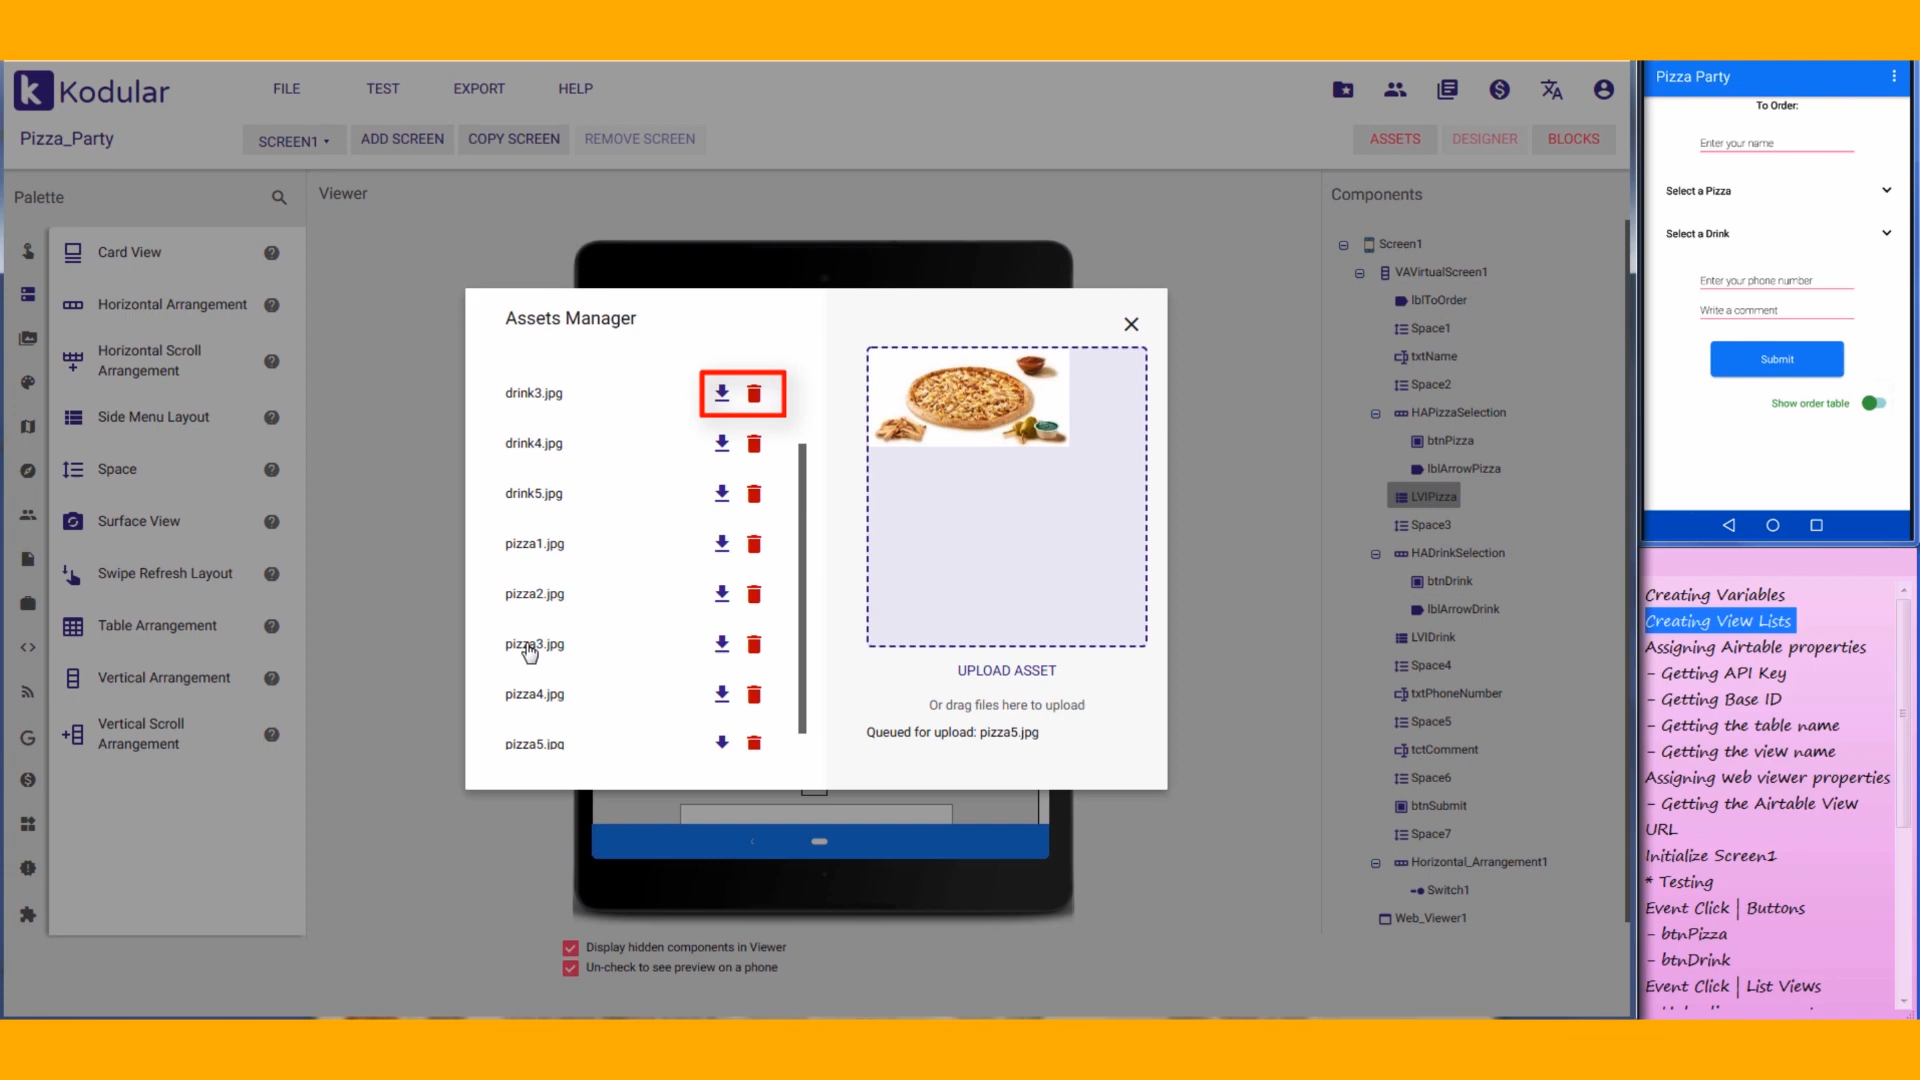 Kodular
FILE
TEST
EXPORT
HELP
Pizza_Party
SCREEN1
ADD SCREEN
COPY SCREEN
REMOVE SCREEN
ASSETS
DESIGNER
BLOCKS
Palette
Card View
Horizontal Arrangement
Horizontal Scroll
Arrangement
Side Menu Layout
Space
Surface View
Swipe Refresh Layout
Table Arrangement
Vertical Arrangement
Vertical Scroll
Arrangement
Viewer
Assets Manager
drink3.jpg
drink4.jpg
drink5.jpg
pizza1.jpg
pizza2.jpg
pizza3.jpg
pizza4.jpg
pizza5.jpg
UPLOAD ASSET
Or drag files here to upload
Queued for upload: pizza5.jpg
Display hidden components in Viewer
Un-check to see preview on a phone
Components
Screen1
VAVirtualScreen1
lblToOrder
Space1
txtName
Space2
HAPizzaSelection
btnPizza
lblArrowPizza
LVIPizza
Space3
HADrinkSelection
btnDrink
lblArrowDrink
LVIDrink
Space4
txtPhoneNumber
Space5
tctComment
Space6
btnSubmit
Space7
Horizontal_Arrangement1
Switch1
Web_Viewer1
Pizza Party
To Order:
Enter your name
Select a Pizza
Select a Drink
Enter your phone number
Write a comment
Submit
Show order table
Creating Variables
Creating View Lists
Assigning Airtable properties
- Getting API Key
- Getting Base ID
- Getting the table name
- Getting the view name
Assigning web viewer properties
- Getting the Airtable View
URL
Initialize Screen1
* Testing
Event Click | Buttons
- btnPizza
- btnDrink
Event Click | List Views